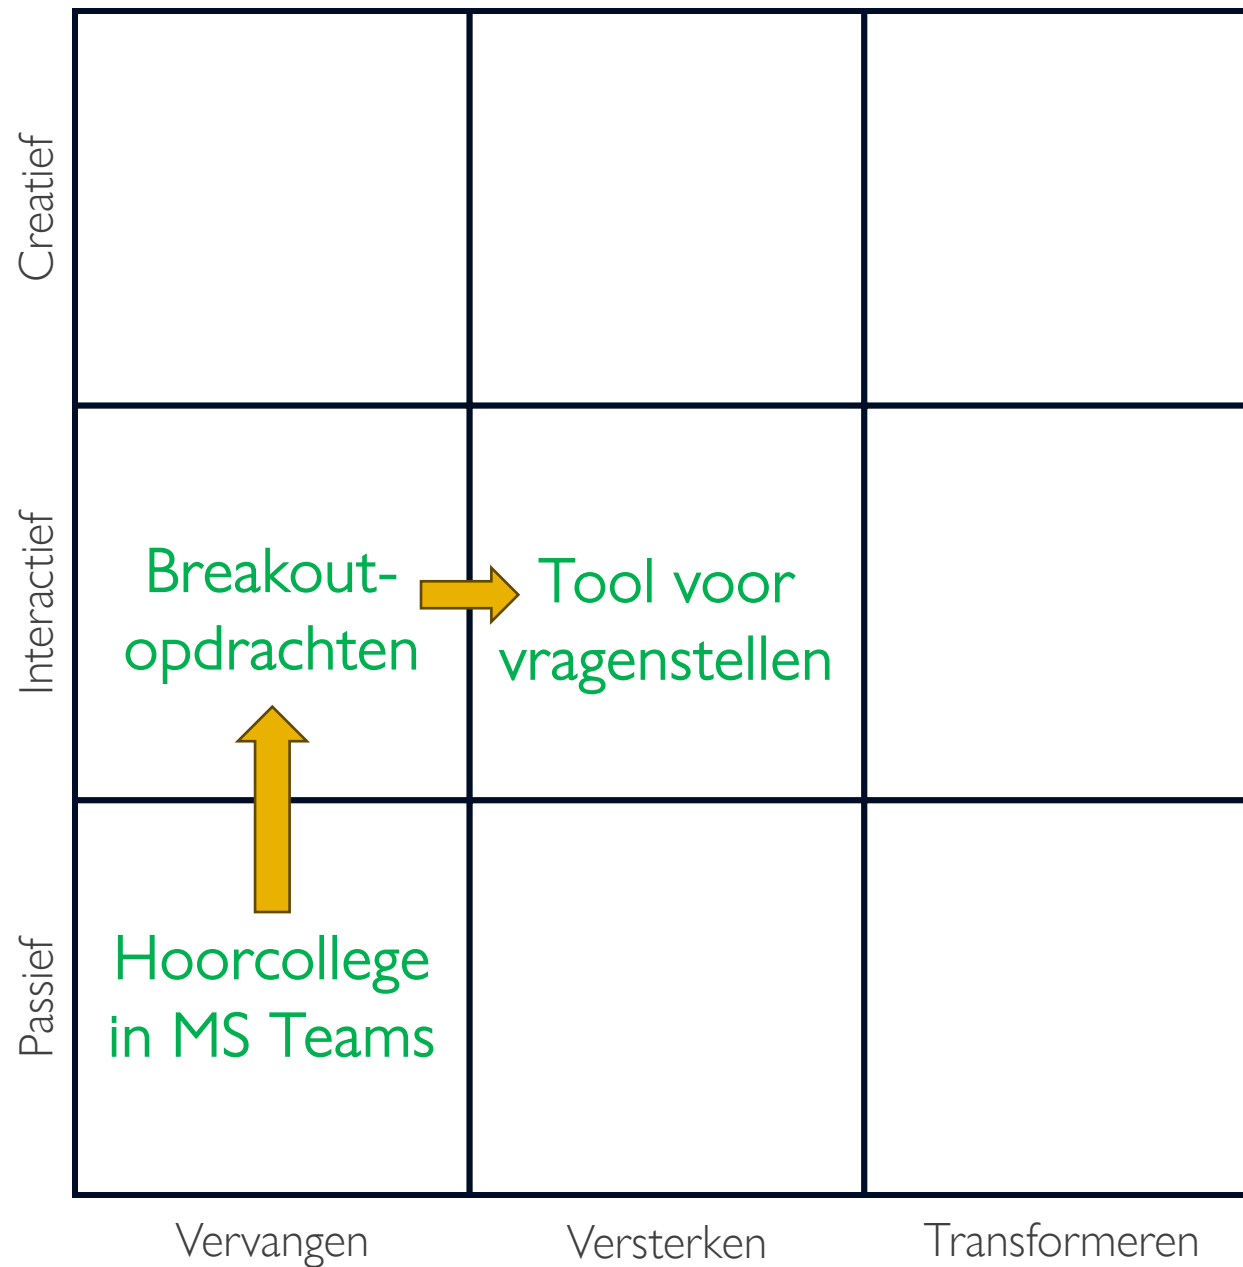 Creatief
Interactief
Breakout-
opdrachten
Tool voor
vragenstellen
Passief
Hoorcollege
in MS Teams
Vervangen
Versterken
Transformeren